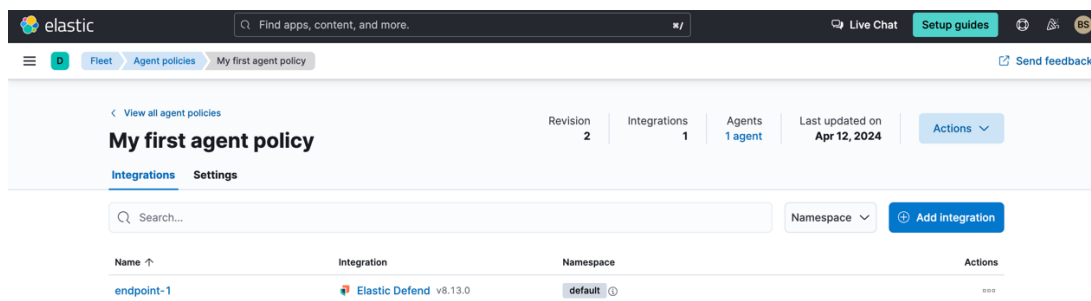 elastic
Find apps, content, and more.
⌘/
Live Chat
Setup guides
BS
D
Fleet
Agent policies
My first agent policy
Send feedback
View all agent policies
My first agent policy
Revision
2
Integrations
1
Agents
1 agent
Last updated on
Apr 12, 2024
Actions
Integrations
Settings
Search...
Namespace
Add integration
Name ↑
Integration
Namespace
Actions
endpoint-1
Elastic Defend v8.13.0
default